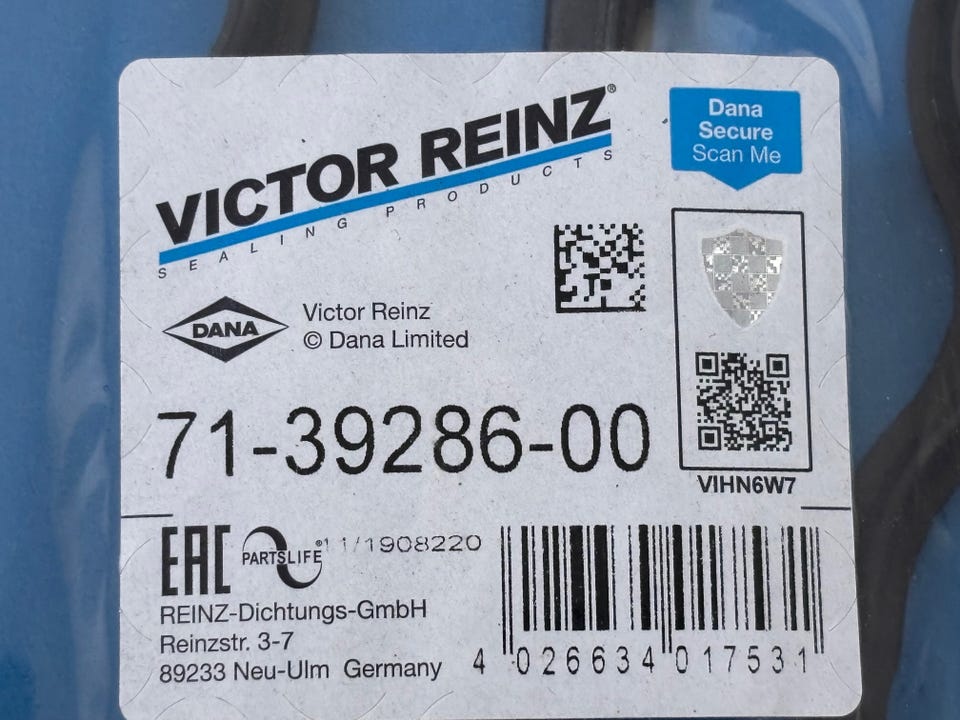 VICTOR REINZ®
SEALING PRODUCTS
Dana
Secure
Scan Me
DANA
Victor Reinz
© Dana Limited
71-39286-00
VIHN6W7
EAC
PARTSLIFE®
11/1908220
REINZ-Dichtungs-GmbH
Reinzstr. 3-7
89233 Neu-Ulm Germany
4 026634 017531